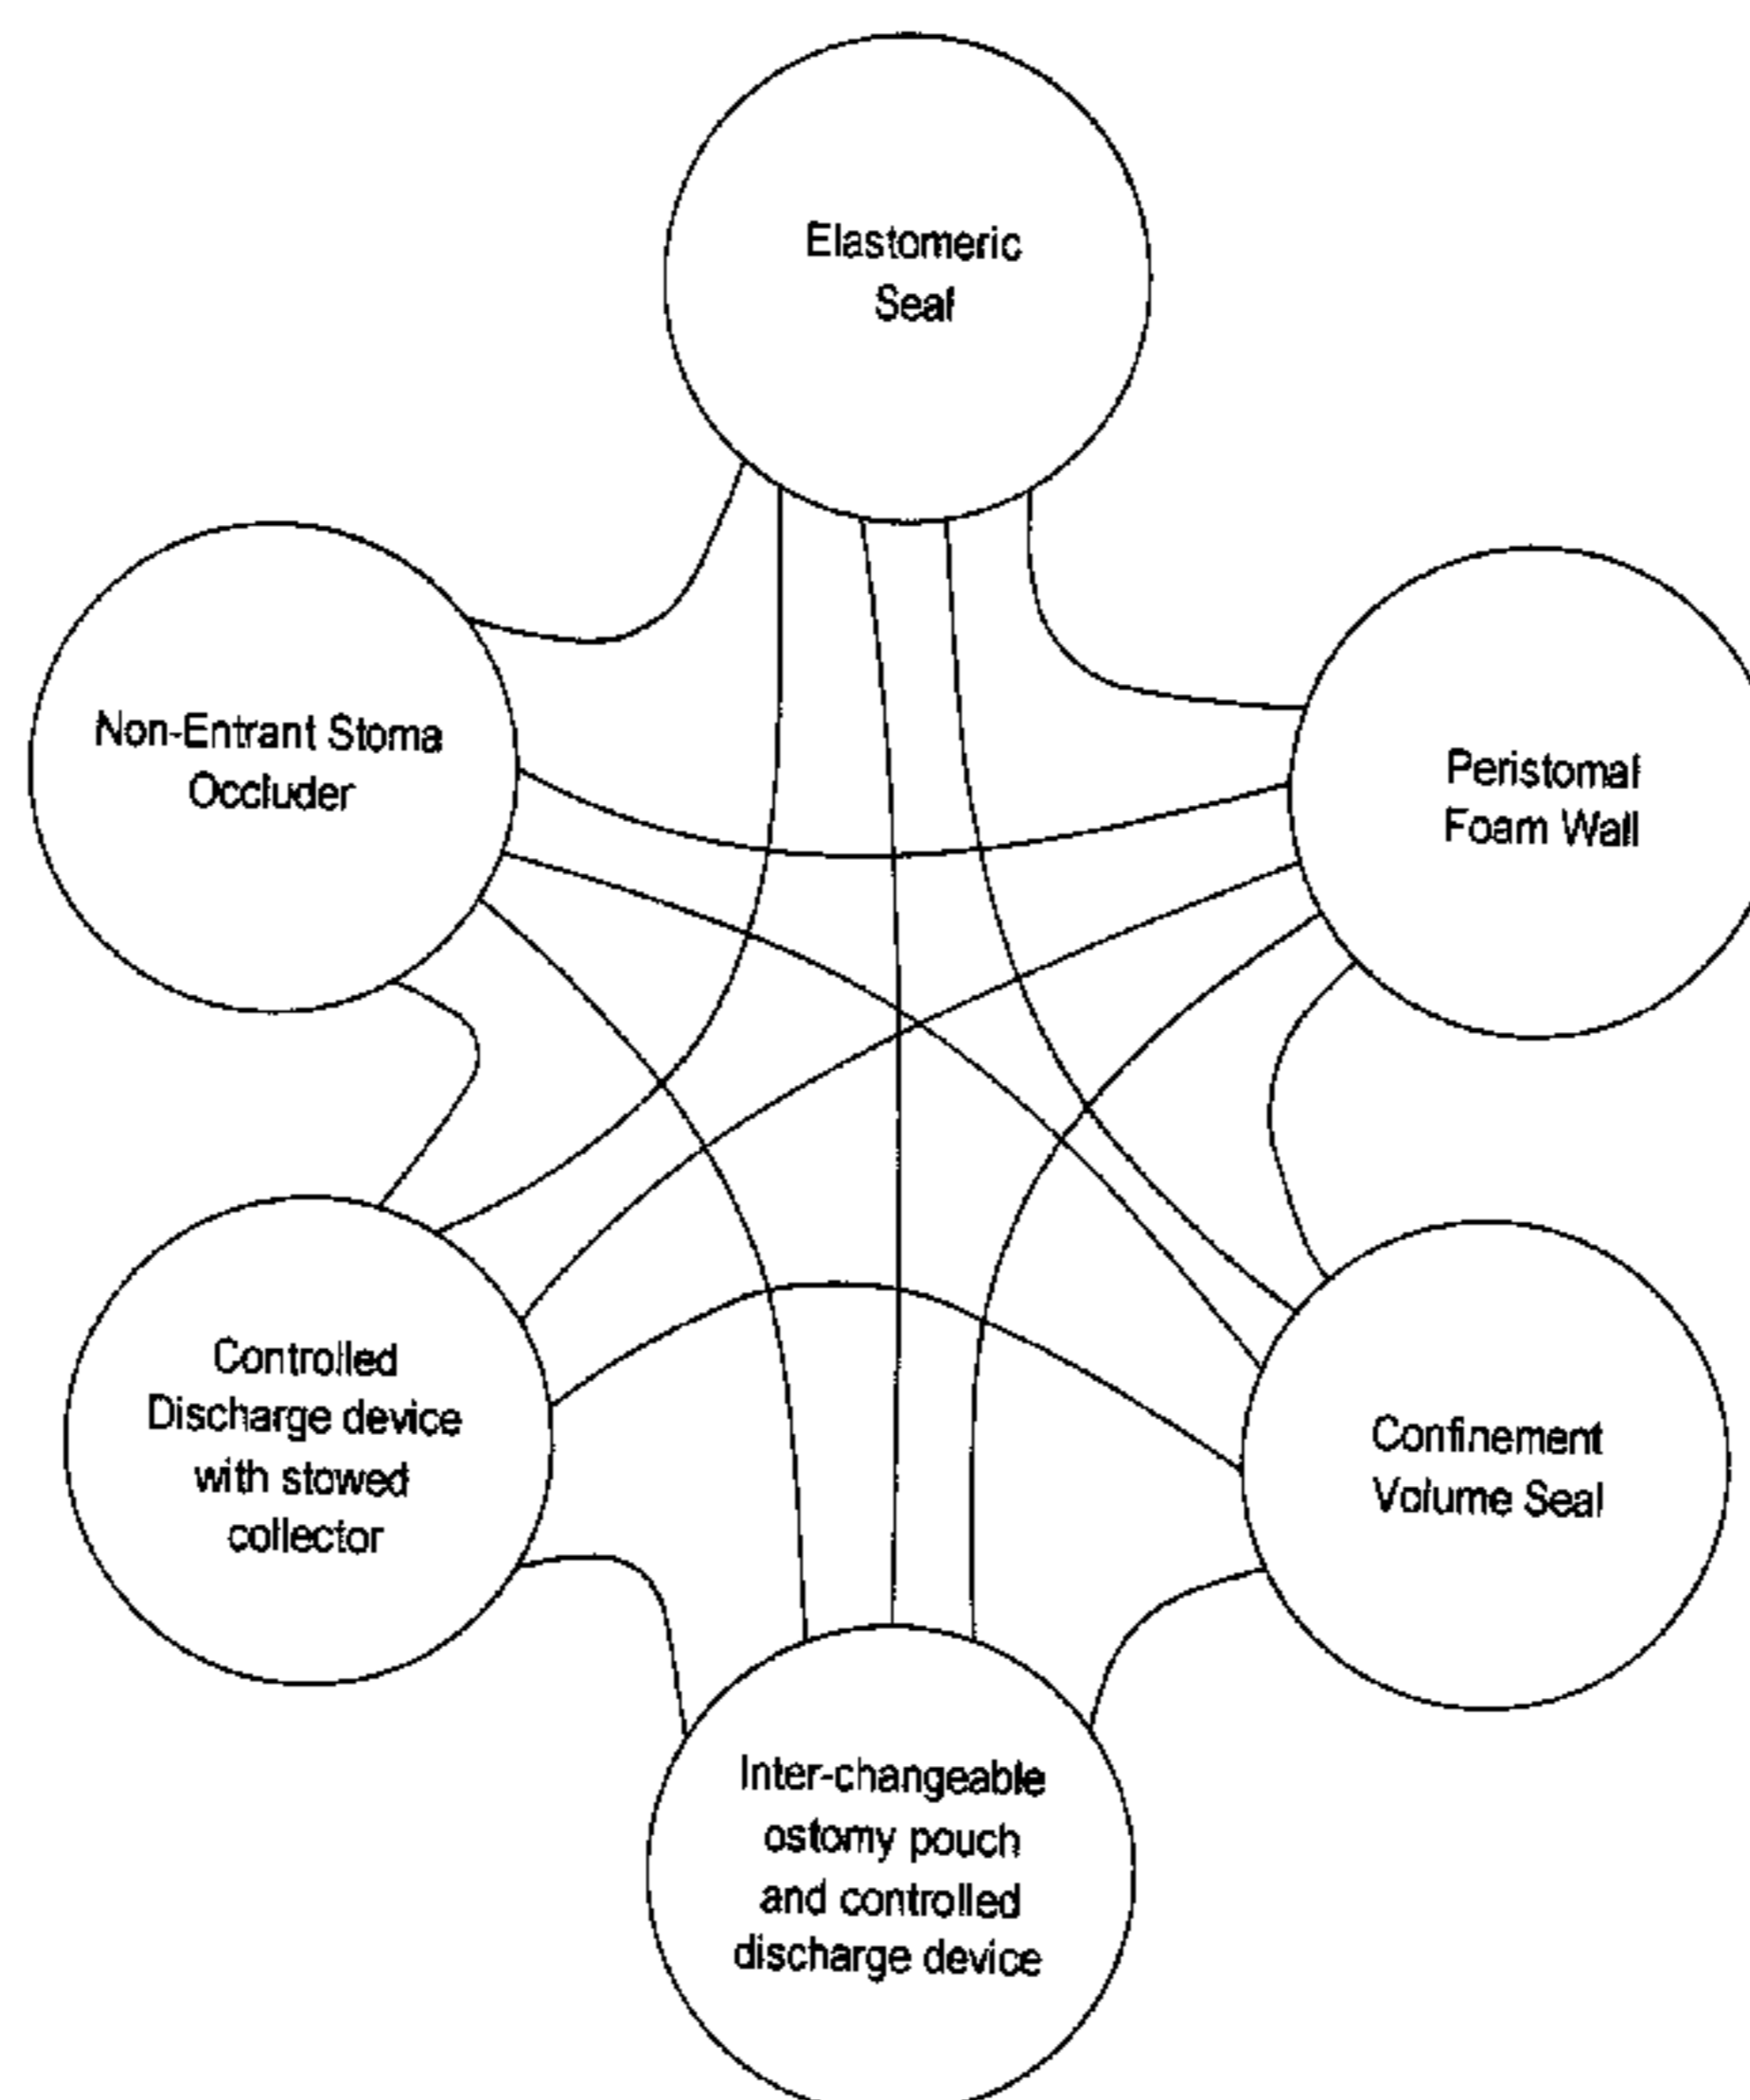 Elastomeric
Seal
Non-Entrant Stoma
Occluder
Peristomal
Foam Wall
Controlled
Discharge device
with stowed
collector
Confinement
Volume Seal
Inter-changeable
ostomy pouch
and controlled
discharge device